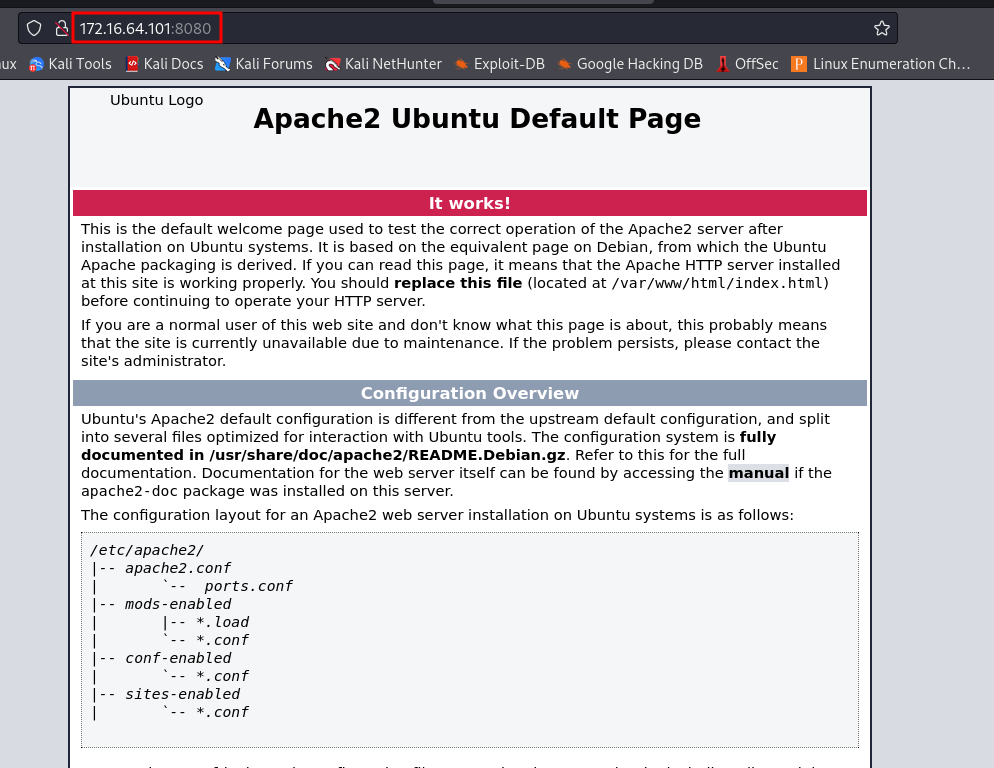 172.16.64.101:8080
ux Kali Tools Kali Docs Kali Forums Kali NetHunter Exploit-DB Google Hacking DB OffSec Linux Enumeration Ch…
Ubuntu Logo
Apache2 Ubuntu Default Page
It works!
This is the default welcome page used to test the correct operation of the Apache2 server after
installation on Ubuntu systems. It is based on the equivalent page on Debian, from which the Ubuntu
Apache packaging is derived. If you can read this page, it means that the Apache HTTP server installed
at this site is working properly. You should replace this file (located at /var/www/html/index.html)
before continuing to operate your HTTP server.
If you are a normal user of this web site and don't know what this page is about, this probably means
that the site is currently unavailable due to maintenance. If the problem persists, please contact the
site's administrator.
Configuration Overview
Ubuntu's Apache2 default configuration is different from the upstream default configuration, and split
into several files optimized for interaction with Ubuntu tools. The configuration system is fully
documented in /usr/share/doc/apache2/README.Debian.gz. Refer to this for the full
documentation. Documentation for the web server itself can be found by accessing the manual if the
apache2-doc package was installed on this server.
The configuration layout for an Apache2 web server installation on Ubuntu systems is as follows:
/etc/apache2/
|-- apache2.conf
|       `--  ports.conf
|-- mods-enabled
|       |-- *.load
|       `-- *.conf
|-- conf-enabled
|       `-- *.conf
|-- sites-enabled
|       `-- *.conf